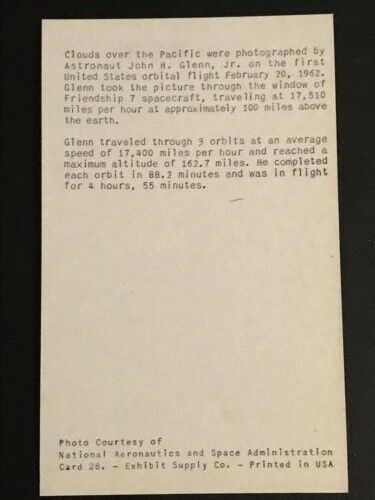 Clouds over the Pacific were photographed by
Astronaut John H. Glenn, Jr. on the first
United States orbital flight February 20, 1962.
Glenn took the picture through the window of
Friendship 7 spacecraft, traveling at 17,510
miles per hour at approximately 100 miles above
the earth.
Glenn traveled through 3 orbits at an average
speed of 17,400 miles per hour and reached a
maximum altitude of 162.7 miles. He completed
each orbit in 88.2 minutes and was in flight
for 4 hours, 55 minutes.
Photo Courtesy of
National Aeronautics and Space Administration
Card 28. - Exhibit Supply Co. - Printed in USA